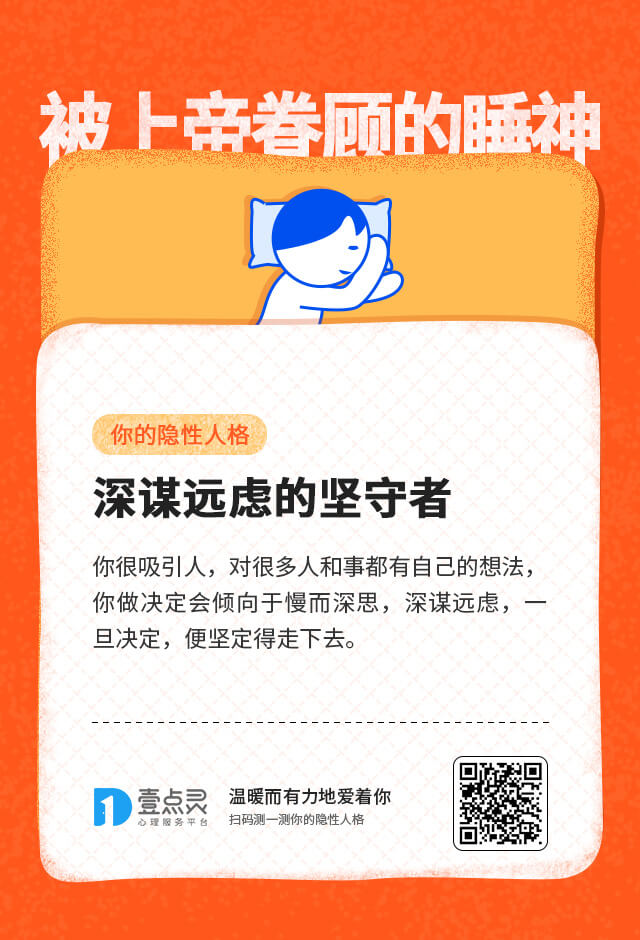 被上帝眷顾的睡神
你的隐性人格
深谋远虑的坚守者
你很吸引人，对很多人和事都有自己的想法，
你做决定会倾向于慢而深思，深谋远虑，一
旦决定，便坚定得走下去。
壹点灵
心理服务平台
温暖而有力地爱着你
扫码测一测你的隐性人格